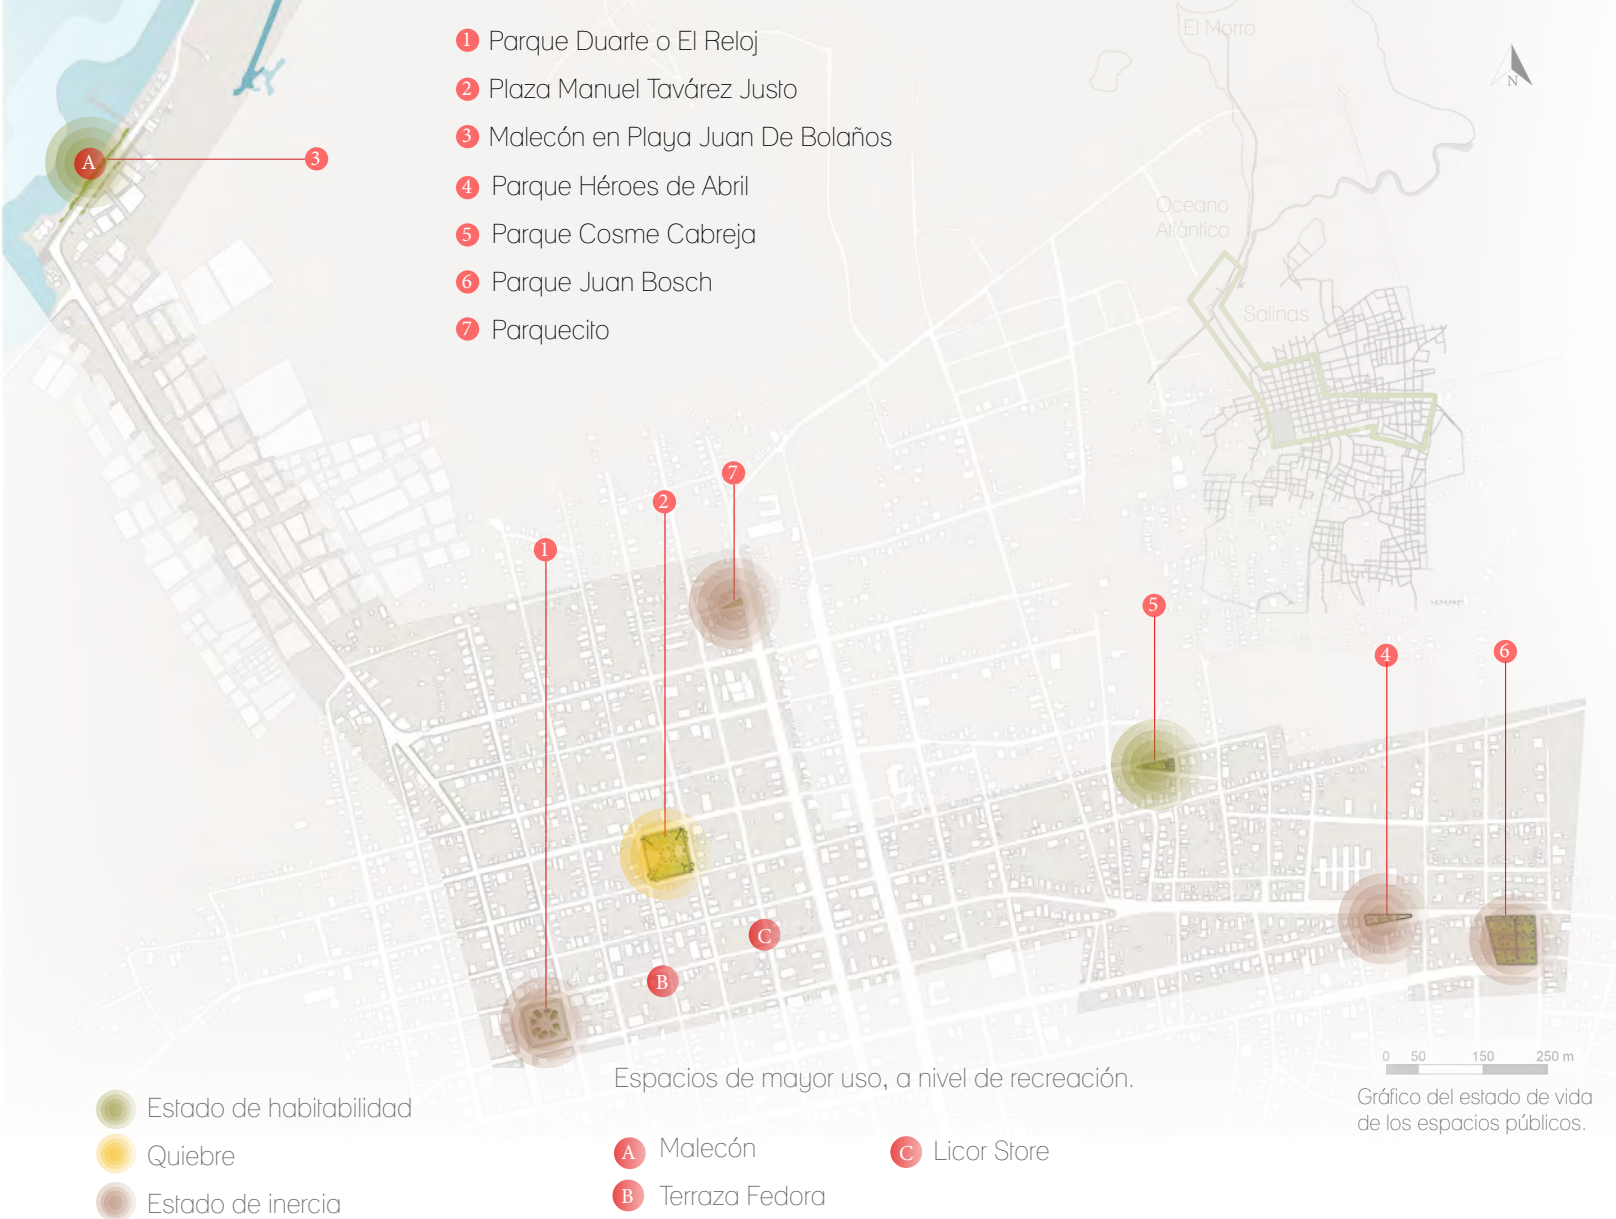 1 Parque Duarte o El Reloj
2 Plaza Manuel Tavárez Justo
3 Malecón en Playa Juan De Bolaños
4 Parque Héroes de Abril
5 Parque Cosme Cabreja
6 Parque Juan Bosch
7 Parquecito
El Morro
N
A
3
Oceano
Atlántico
Salinas
7
2
1
5
4
6
C
B
0 50 150 250 m
Gráfico del estado de vida
de los espacios públicos.
Espacios de mayor uso, a nivel de recreación.
Estado de habitabilidad
Quiebre
Estado de inercia
A Malecón
B Terraza Fedora
C Licor Store